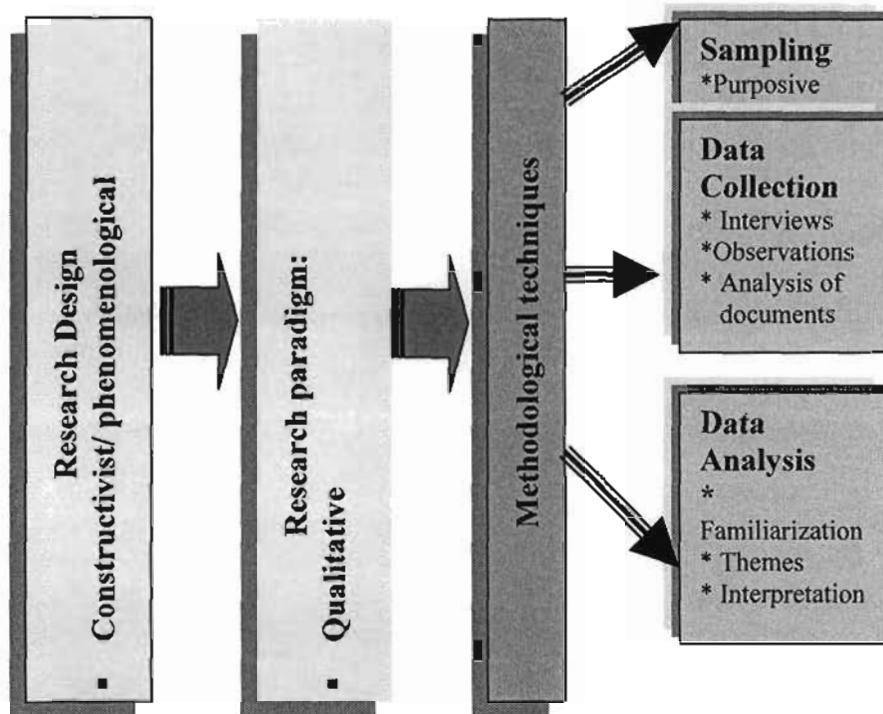 Research Design
▪ Constructivist/ phenomenological
Research paradigm:
▪ Qualitative
Methodological techniques
Sampling
*Purposive
Data
Collection
* Interviews
*Observations
* Analysis of
documents
Data
Analysis
*
Familiarization
* Themes
* Interpretation